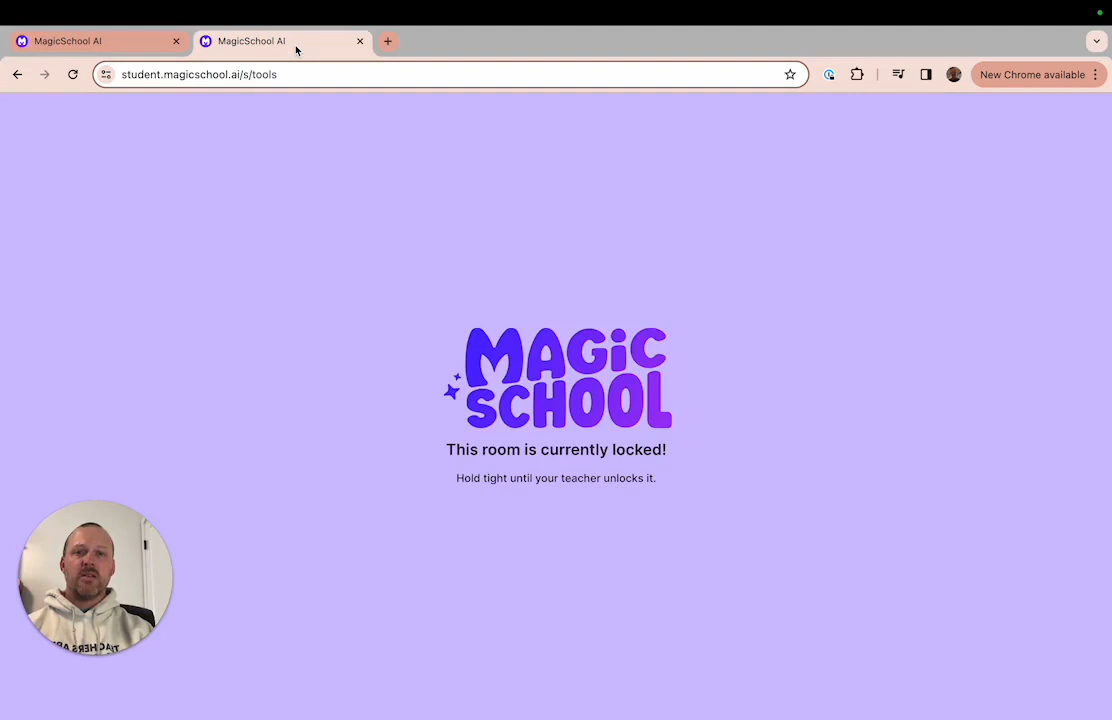 MagicSchool AI
MagicSchool AI
student.magicschool.ai/s/tools
New Chrome available
MAGIC
SCHOOL
This room is currently locked!
Hold tight until your teacher unlocks it.